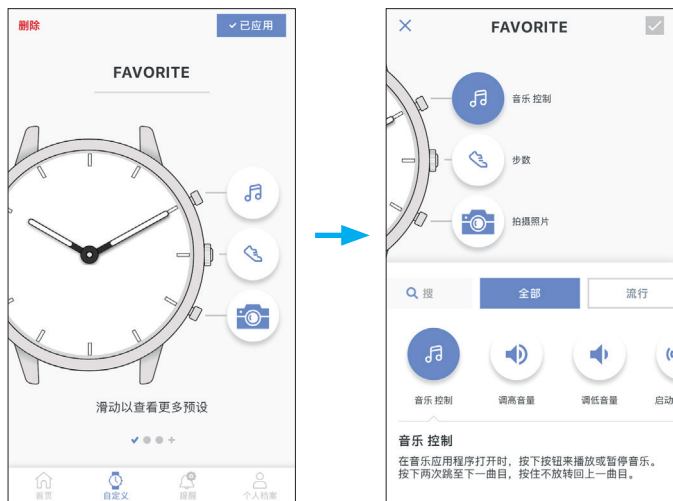 删除
已应用
FAVORITE
滑动以查看更多预设
首页
自定义
提醒
个人档案
FAVORITE
音乐 控制
步数
拍摄照片
搜
全部
流行
音乐 控制
调高音量
调低音量
启动
音乐 控制
在音乐应用程序打开时，按下按钮来播放或暂停音乐。
按下两次跳至下一曲目，按住不放转回上一曲目。